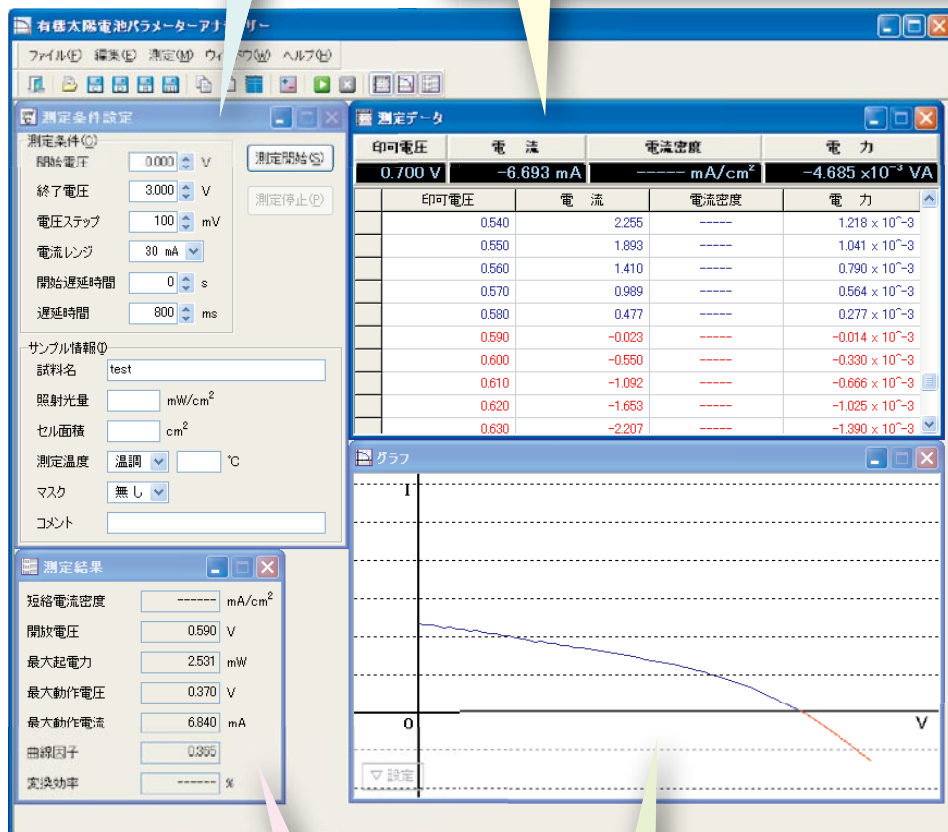 有機太陽電池パラメーターアナライザー
ファイル(F) 編集(E) 測定(M) ウィンドウ(W) ヘルプ(H)
測定条件設定
測定条件(C)
開始電圧 0.000 V 測定開始(S)
終了電圧 3.000 V 測定停止(P)
電圧ステップ 100 mV
電流レンジ 30 mA
開始遅延時間 0 s
遅延時間 800 ms
サンプル情報(I)
試料名 test
照射光量 mW/cm²
セル面積 cm²
測定温度 温調 ℃
マスク 無し
コメント
測定データ
印可電圧 電 流 電流密度 電 力
0.700 V −6.693 mA ----- mA/cm² −4.685 x10⁻³ VA
印可電圧 電 流 電流密度 電 力
0.540 2.255 ----- 1.218 x 10^-3
0.550 1.893 ----- 1.041 x 10^-3
0.560 1.410 ----- 0.790 x 10^-3
0.570 0.989 ----- 0.564 x 10^-3
0.580 0.477 ----- 0.277 x 10^-3
0.590 -0.023 ----- -0.014 x 10^-3
0.600 -0.550 ----- -0.330 x 10^-3
0.610 -1.092 ----- -0.666 x 10^-3
0.620 -1.653 ----- -1.025 x 10^-3
0.630 -2.207 ----- -1.390 x 10^-3
グラフ
I
0 V
▽ 設定
測定結果
短絡電流密度 ------ mA/cm²
開放電圧 0.590 V
最大起電力 2.531 mW
最大動作電圧 0.370 V
最大動作電流 6.840 mA
曲線因子 0.355
変換効率 ------ %